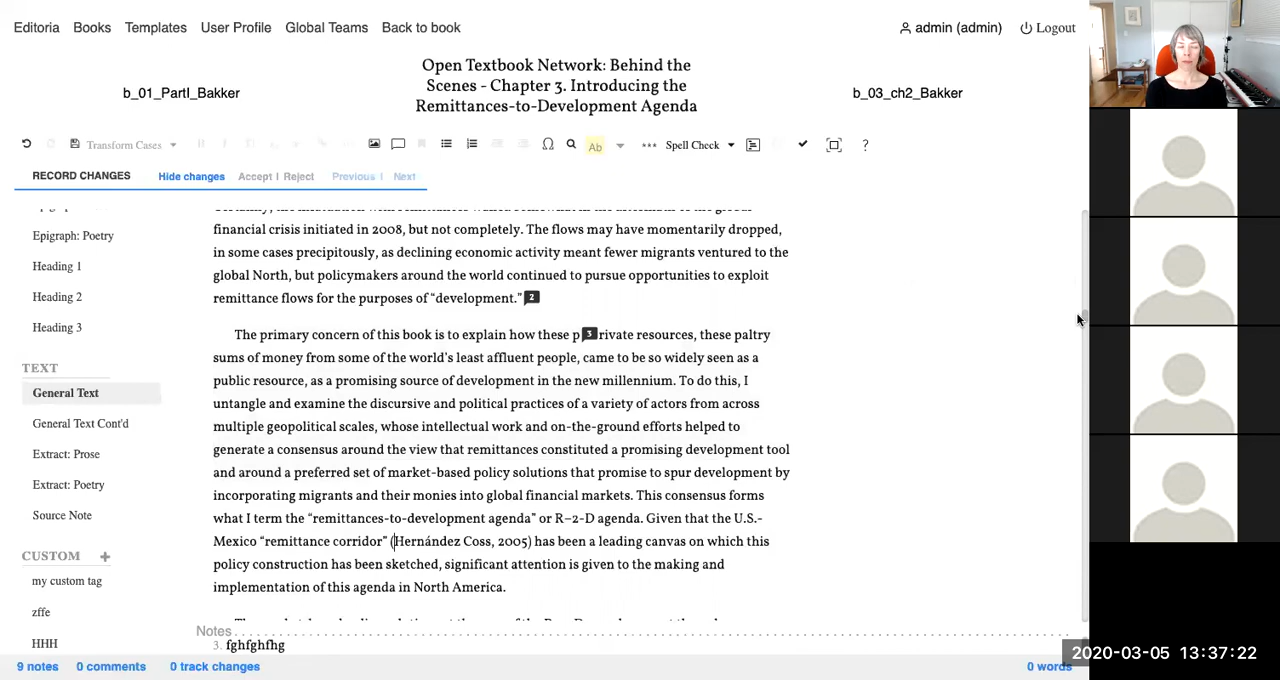 Editoria Books Templates User Profile Global Teams Back to book admin (admin) Logout
Open Textbook Network: Behind the
Scenes - Chapter 3. Introducing the
Remittances-to-Development Agenda
b_01_PartI_Bakker
b_03_ch2_Bakker
Transform Cases Ab Spell Check ?
RECORD CHANGES Hide changes Accept | Reject Previous | Next
Epigraph: Poetry
Heading 1
Heading 2
Heading 3
TEXT
General Text
General Text Cont'd
Extract: Prose
Extract: Poetry
Source Note
CUSTOM +
my custom tag
zffe
HHH
financial crisis initiated in 2008, but not completely. The flows may have momentarily dropped,
in some cases precipitously, as declining economic activity meant fewer migrants ventured to the
global North, but policymakers around the world continued to pursue opportunities to exploit
remittance flows for the purposes of “development.” 2
The primary concern of this book is to explain how these p 3 rivate resources, these paltry
sums of money from some of the world’s least affluent people, came to be so widely seen as a
public resource, as a promising source of development in the new millennium. To do this, I
untangle and examine the discursive and political practices of a variety of actors from across
multiple geopolitical scales, whose intellectual work and on-the-ground efforts helped to
generate a consensus around the view that remittances constituted a promising development tool
and around a preferred set of market-based policy solutions that promise to spur development by
incorporating migrants and their monies into global financial markets. This consensus forms
what I term the “remittances-to-development agenda” or R–2-D agenda. Given that the U.S.-
Mexico “remittance corridor” (Hernández Coss, 2005) has been a leading canvas on which this
policy construction has been sketched, significant attention is given to the making and
implementation of this agenda in North America.
Notes
3. fghfghfhg
9 notes 0 comments 0 track changes 0 words
2020-03-05 13:37:22